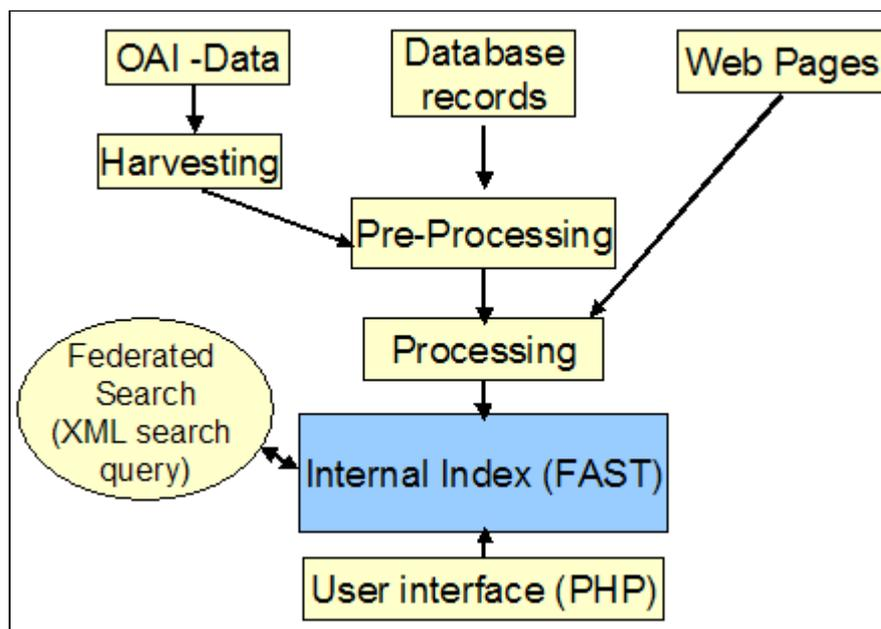 OAI -Data
Database
records
Web Pages
Harvesting
Pre-Processing
Processing
Federated
Search
(XML search
query)
Internal Index (FAST)
User interface (PHP)